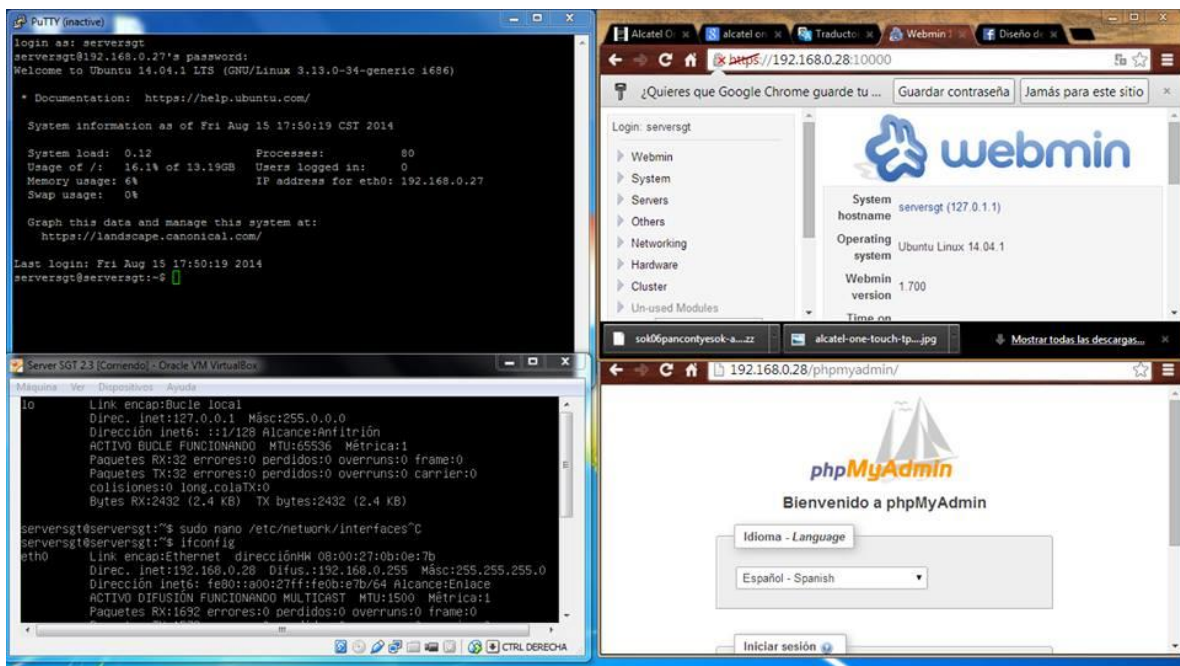 PuTTY (inactive)
login as: serversgt
serversgt@192.168.0.27's password:
Welcome to Ubuntu 14.04.1 LTS (GNU/Linux 3.13.0-34-generic i686)
* Documentation: https://help.ubuntu.com/
System information as of Fri Aug 15 17:50:19 CST 2014
System load: 0.12 Processes: 80
Usage of /: 16.1% of 13.19GB Users logged in: 0
Memory usage: 6% IP address for eth0: 192.168.0.27
Swap usage: 0%
Graph this data and manage this system at:
https://landscape.canonical.com/
Last login: Fri Aug 15 17:50:19 2014
serversgt@serversgt:~$
Server SGT 2.3 [Corriendo] - Oracle VM VirtualBox
Máquina Ver Dispositivos Ayuda
lo Link encap:Bucle local
Direc. inet:127.0.0.1 Másc:255.0.0.0
Dirección inet6: ::1/128 Alcance:Anfitrión
ACTIVO BUCLE FUNCIONANDO MTU:65536 Métrica:1
Paquetes RX:32 errores:0 perdidos:0 overruns:0 frame:0
Paquetes TX:32 errores:0 perdidos:0 overruns:0 carrier:0
colisiones:0 long.colaTX:0
Bytes RX:2432 (2.4 KB) TX bytes:2432 (2.4 KB)
serversgt@serversgt:~$ sudo nano /etc/network/interfaces^C
serversgt@serversgt:~$ ifconfig
eth0 Link encap:Ethernet direcciónHW 08:00:27:0b:0e:7b
Direc. inet:192.168.0.28 Difus.:192.168.0.255 Másc:255.255.255.0
Dirección inet6: fe80::a00:27ff:fe0b:e7b/64 Alcance:Enlace
ACTIVO DIFUSIÓN FUNCIONANDO MULTICAST MTU:1500 Métrica:1
Paquetes RX:1692 errores:0 perdidos:0 overruns:0 frame:0
CTRL DERECHA
Alcatel O
alcatel on
Traducto
Webmin 1
Diseño de
https://192.168.0.28:10000
¿Quieres que Google Chrome guarde tu ... Guardar contraseña Jamás para este sitio
Login: serversgt
Webmin
System
Servers
Others
Networking
Hardware
Cluster
Un-used Modules
webmin
System hostname serversgt (127.0.1.1)
Operating system Ubuntu Linux 14.04.1
Webmin version 1.700
Time on
sok06pancontyesok-a....zz
alcatel-one-touch-tp....jpg
Mostrar todas las descargas...
192.168.0.28/phpmyadmin/
phpMyAdmin
Bienvenido a phpMyAdmin
Idioma - Language
Español - Spanish
Iniciar sesión